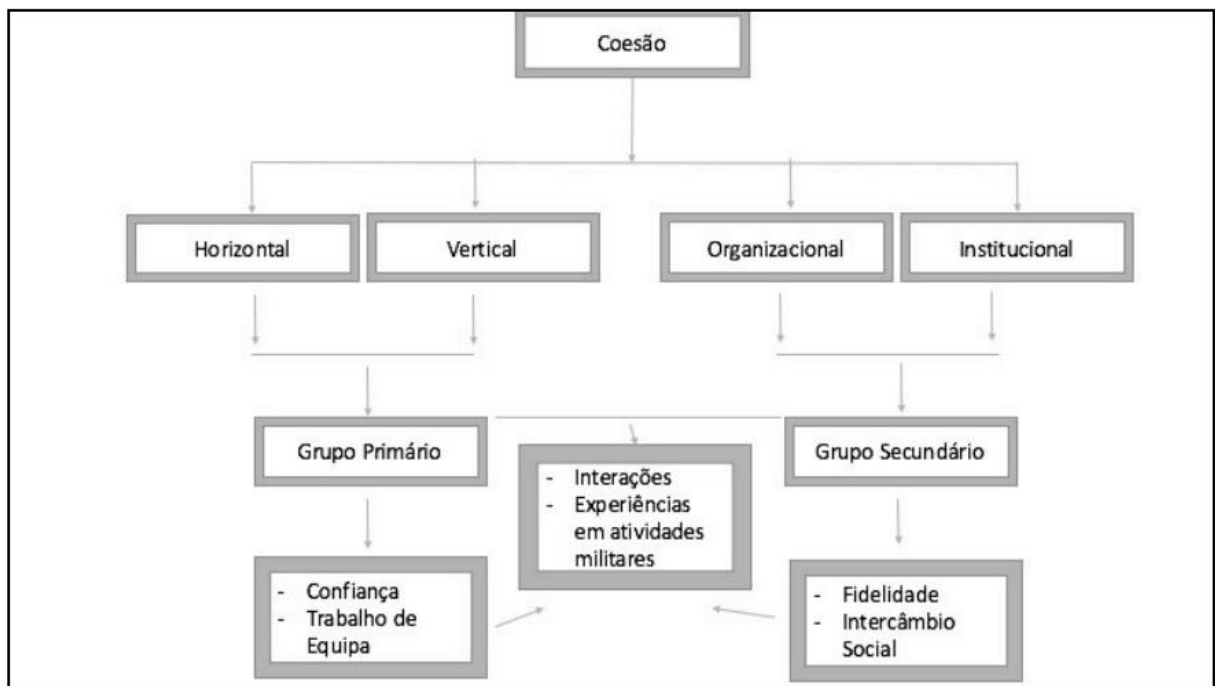 Coesão
Horizontal
Vertical
Organizacional
Institucional
Grupo Primário
Grupo Secundário
- Interações
- Experiências
em atividades
militares
- Confiança
- Trabalho de
Equipa
- Fidelidade
- Intercâmbio
Social